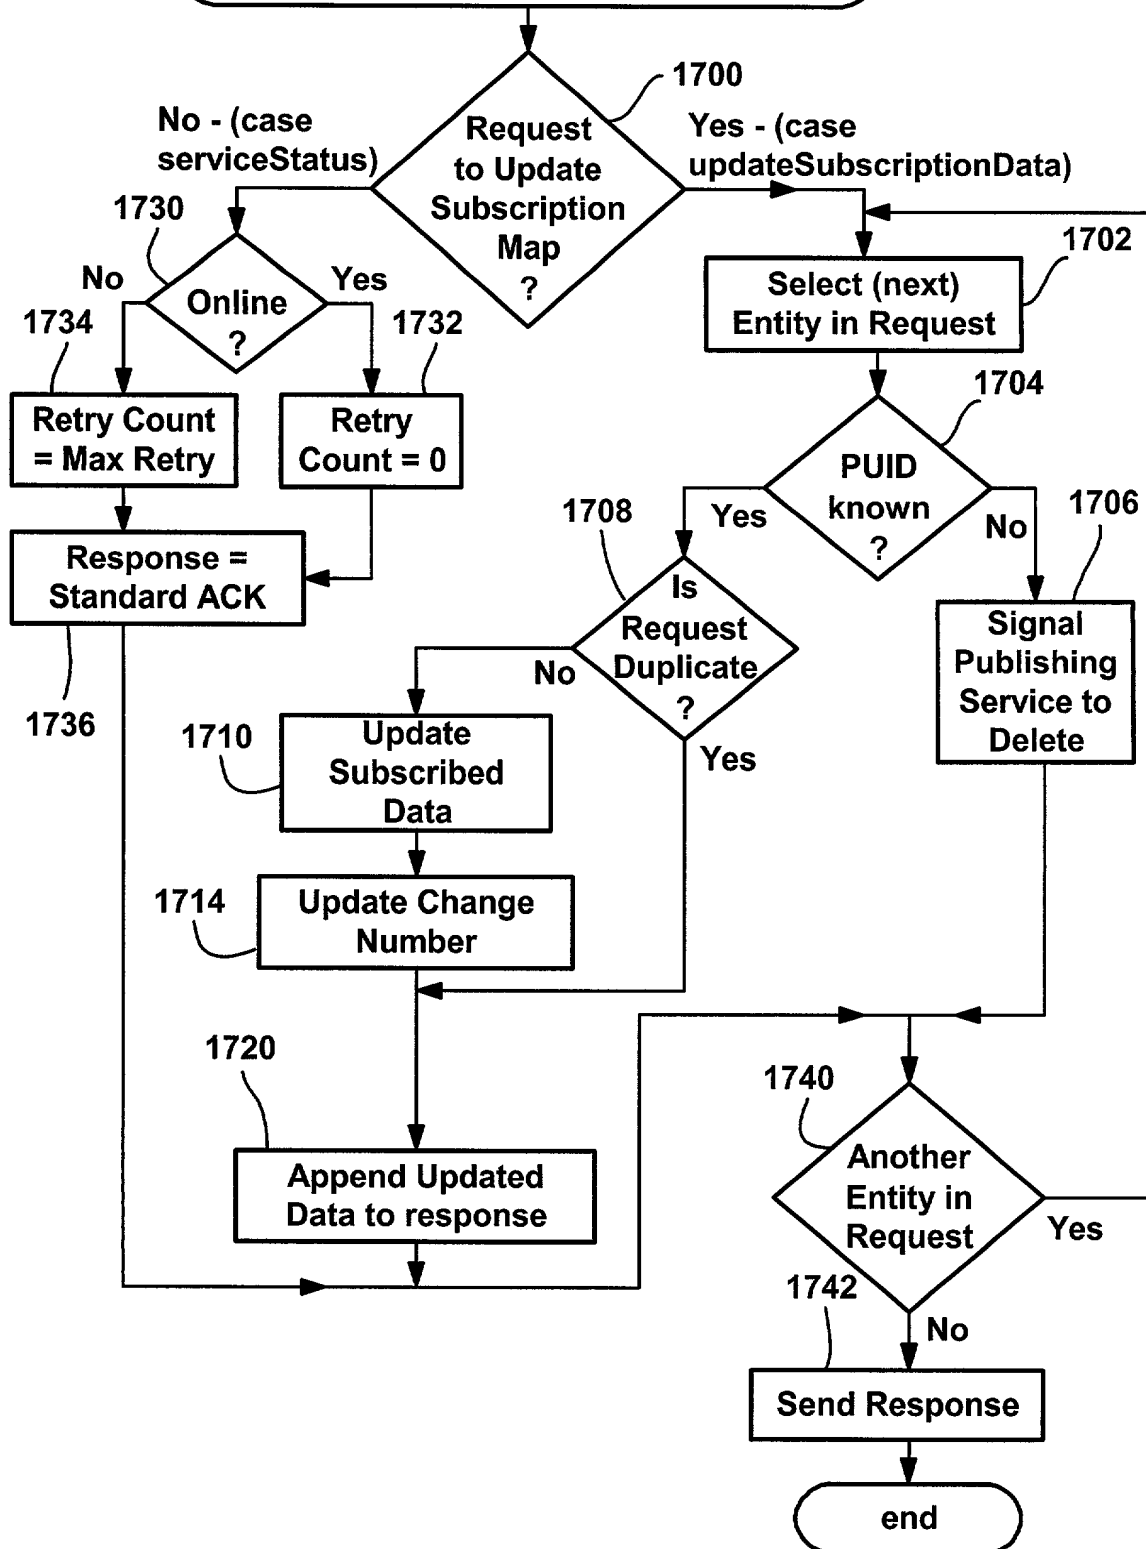 1700
Request
to Update
Subscription
Map
?
No - (case
serviceStatus)
Yes - (case
updateSubscriptionData)
1730
Online
?
No
Yes
1734
1732
Retry Count
= Max Retry
Retry
Count = 0
Response =
Standard ACK
1736
1702
Select (next)
Entity in Request
1704
PUID
known
?
Yes
No
1708
1706
Is
Request
Duplicate
?
No
Yes
Signal
Publishing
Service to
Delete
1710
Update
Subscribed
Data
1714
Update Change
Number
1720
Append Updated
Data to response
1740
Another
Entity in
Request
Yes
No
1742
Send Response
end